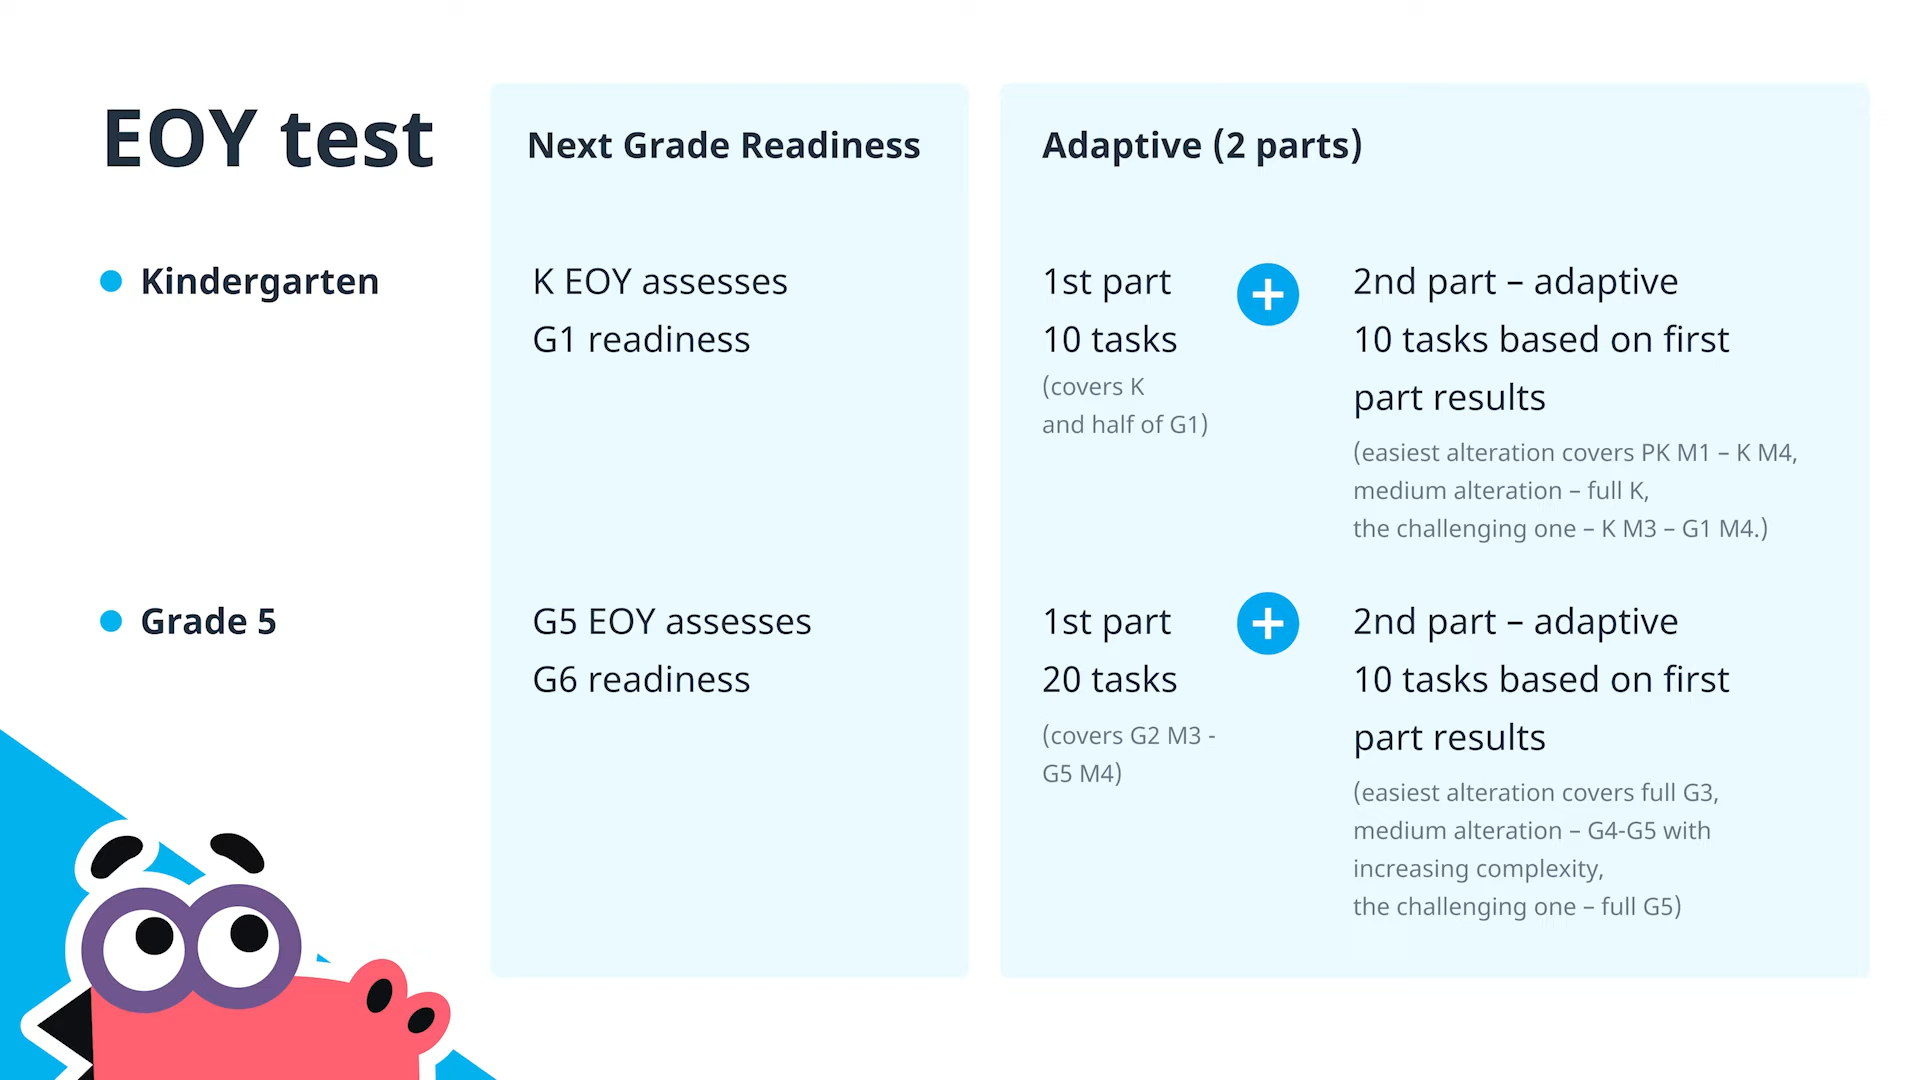 EOY test
Next Grade Readiness
Adaptive (2 parts)
Kindergarten
K EOY assesses
G1 readiness
1st part
10 tasks
(covers K
and half of G1)
2nd part – adaptive
10 tasks based on first
part results
(easiest alteration covers PK M1 – K M4,
medium alteration – full K,
the challenging one – K M3 – G1 M4.)
Grade 5
G5 EOY assesses
G6 readiness
1st part
20 tasks
(covers G2 M3 -
G5 M4)
2nd part – adaptive
10 tasks based on first
part results
(easiest alteration covers full G3,
medium alteration – G4-G5 with
increasing complexity,
the challenging one – full G5)